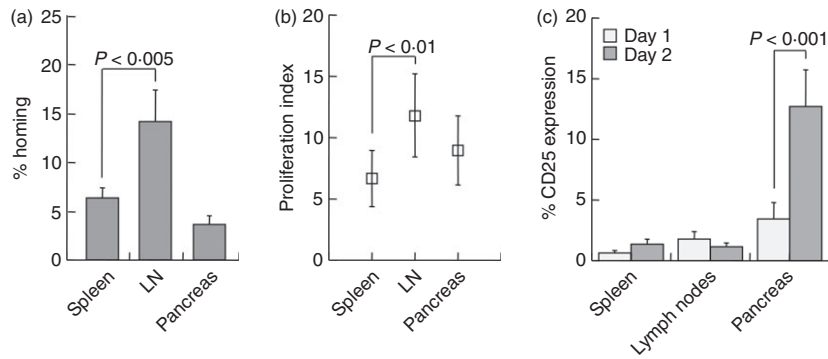 (a)
25
20
15
10
5
0
% homing
P < 0·005
Spleen
LN
Pancreas
(b)
20
15
10
5
0
Proliferation index
P < 0·01
Spleen
LN
Pancreas
(c)
20
15
10
5
0
% CD25 expression
Day 1
Day 2
P < 0·001
Spleen
Lymph nodes
Pancreas